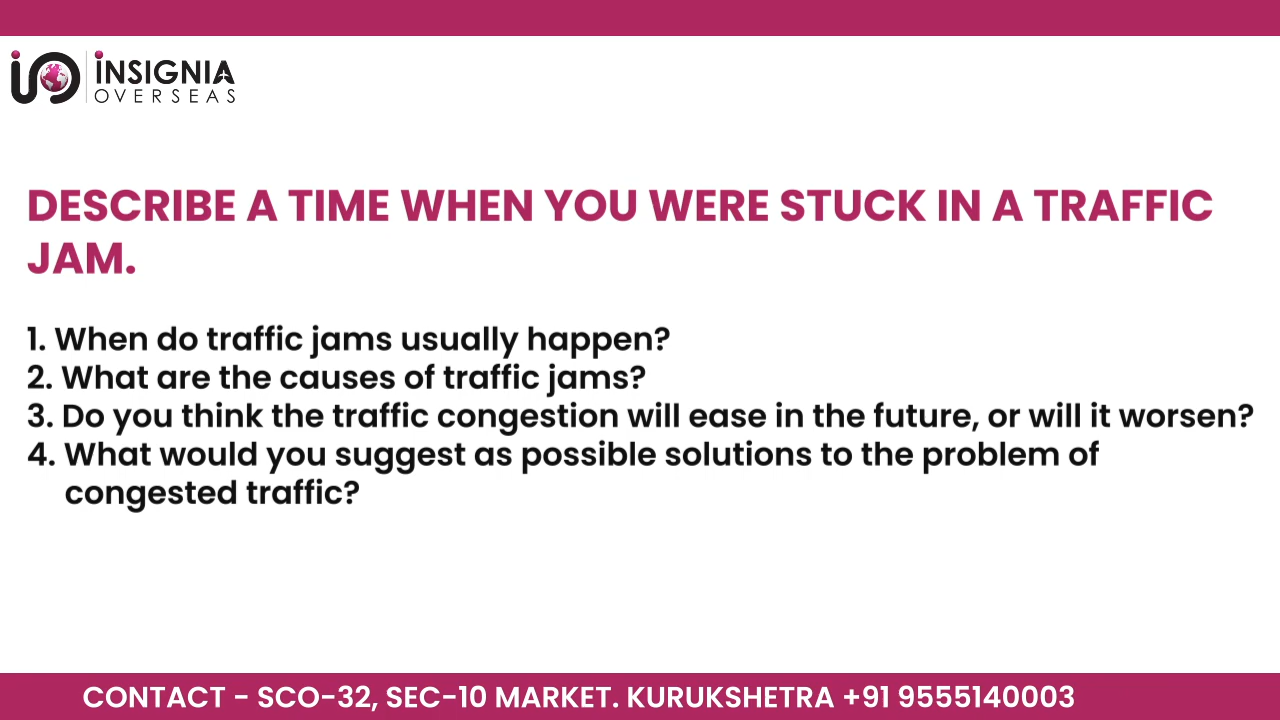 INSIGNIA
OVERSEAS
DESCRIBE A TIME WHEN YOU WERE STUCK IN A TRAFFIC
JAM.
1. When do traffic jams usually happen?
2. What are the causes of traffic jams?
3. Do you think the traffic congestion will ease in the future, or will it worsen?
4. What would you suggest as possible solutions to the problem of
congested traffic?
CONTACT - SCO-32, SEC-10 MARKET. KURUKSHETRA +91 9555140003